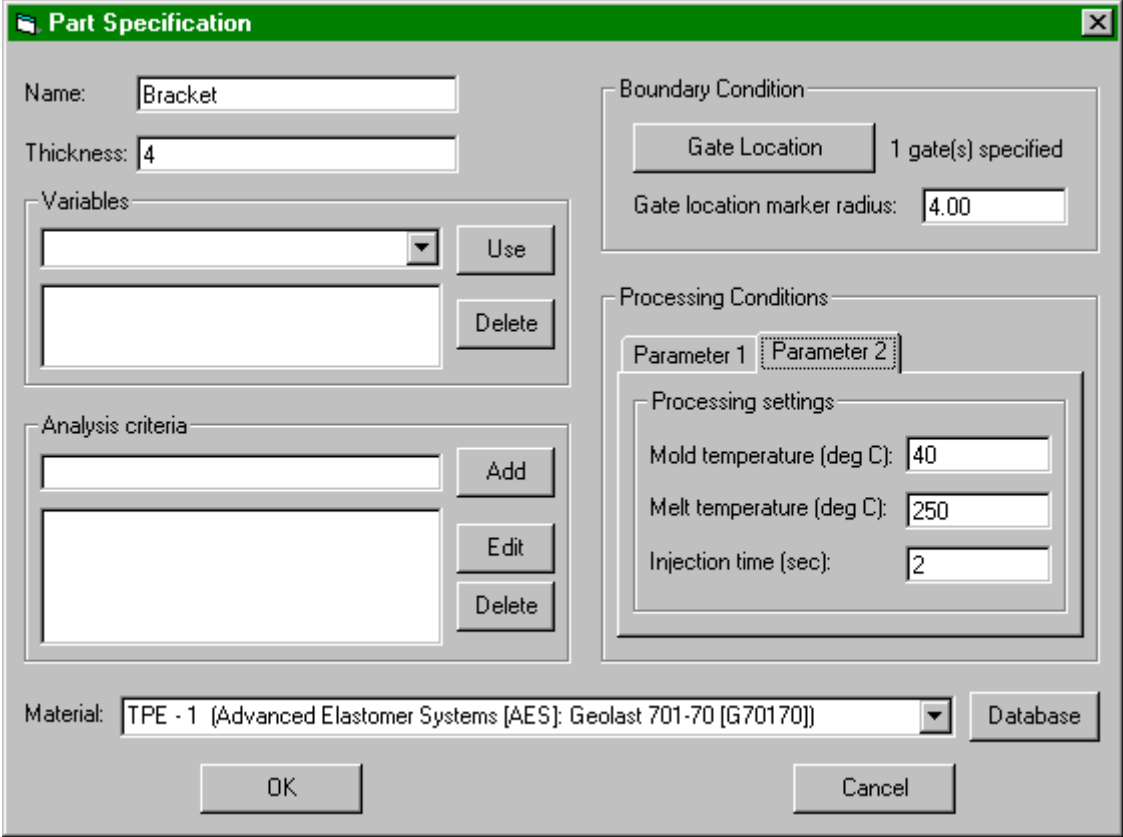 Part Specification
Name: Bracket
Thickness: 4
Variables
Use
Delete
Analysis criteria
Add
Edit
Delete
Boundary Condition
Gate Location 1 gate(s) specified
Gate location marker radius: 4.00
Processing Conditions
Parameter 1 Parameter 2
Processing settings
Mold temperature (deg C): 40
Melt temperature (deg C): 250
Injection time (sec): 2
Material: TPE - 1 (Advanced Elastomer Systems [AES]: Geolast 701-70 [G70170]) Database
OK Cancel